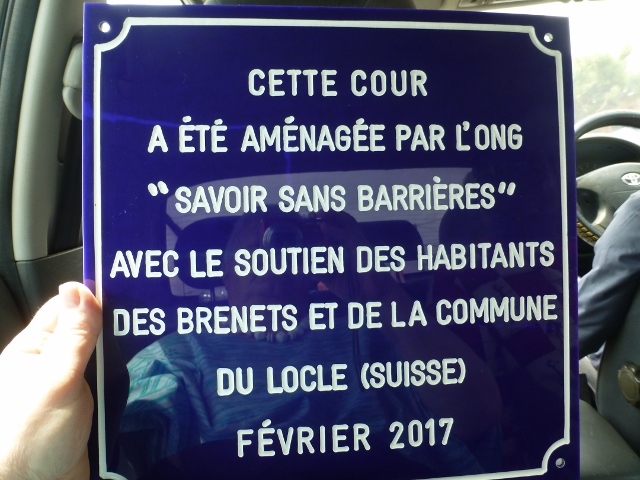 CETTE COUR
A ÉTÉ AMÉNAGÉE PAR L'ONG
"SAVOIR SANS BARRIÈRES"
AVEC LE SOUTIEN DES HABITANTS
DES BRENETS ET DE LA COMMUNE
DU LOCLE (SUISSE)
FÉVRIER 2017